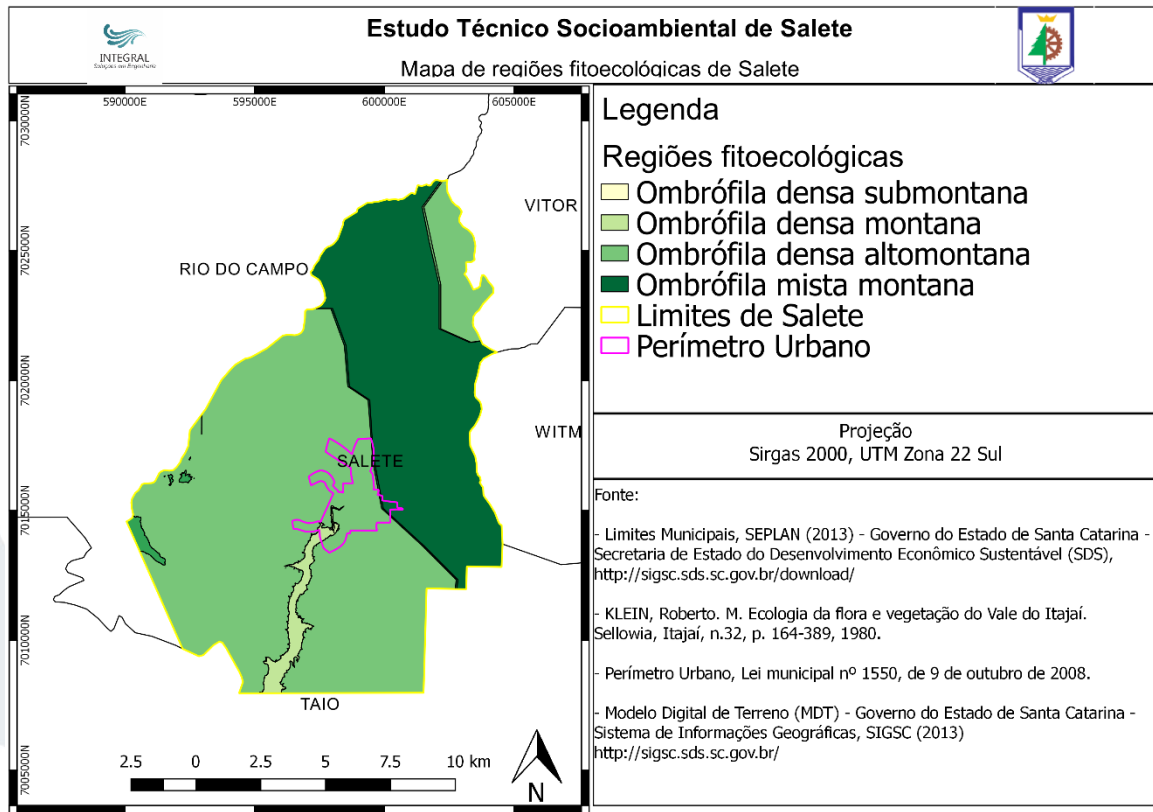 Estudo Técnico Socioambiental de Salete
INTEGRAL
Soluções em Engenharia
Mapa de regiões fitoecológicas de Salete
590000E 595000E 600000E 605000E
7030000N
7025000N
7020000N
7015000N
7010000N
7005000N
VITOR
RIO DO CAMPO
WITM
SALETE
TAIO
2.5 0 2.5 5 7.5 10 km
N
Legenda
Regiões fitoecológicas
Ombrófila densa submontana
Ombrófila densa montana
Ombrófila densa altomontana
Ombrófila mista montana
Limites de Salete
Perímetro Urbano
Projeção
Sirgas 2000, UTM Zona 22 Sul
Fonte:
- Limites Municipais, SEPLAN (2013) - Governo do Estado de Santa Catarina -
Secretaria de Estado do Desenvolvimento Econômico Sustentável (SDS),
http://sigsc.sds.sc.gov.br/download/
- KLEIN, Roberto. M. Ecologia da flora e vegetação do Vale do Itajaí.
Sellowia, Itajaí, n.32, p. 164-389, 1980.
- Perímetro Urbano, Lei municipal nº 1550, de 9 de outubro de 2008.
- Modelo Digital de Terreno (MDT) - Governo do Estado de Santa Catarina -
Sistema de Informações Geográficas, SIGSC (2013)
http://sigsc.sds.sc.gov.br/